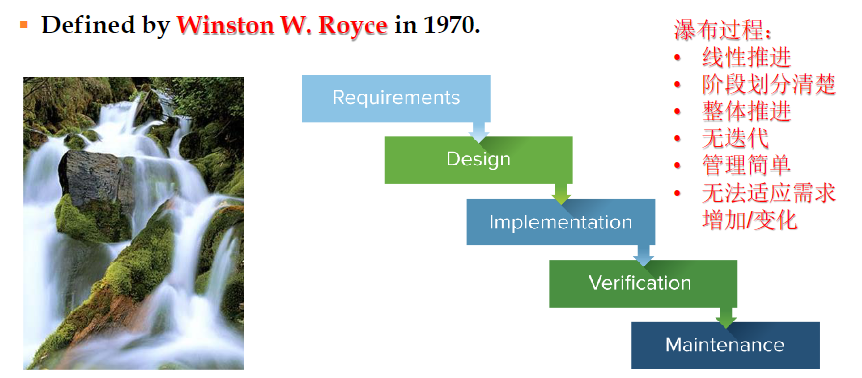 ▪ Defined by Winston W. Royce in 1970.
瀑布过程：
• 线性推进
• 阶段划分清楚
• 整体推进
• 无迭代
• 管理简单
• 无法适应需求
增加/变化
Requirements
Design
Implementation
Verification
Maintenance